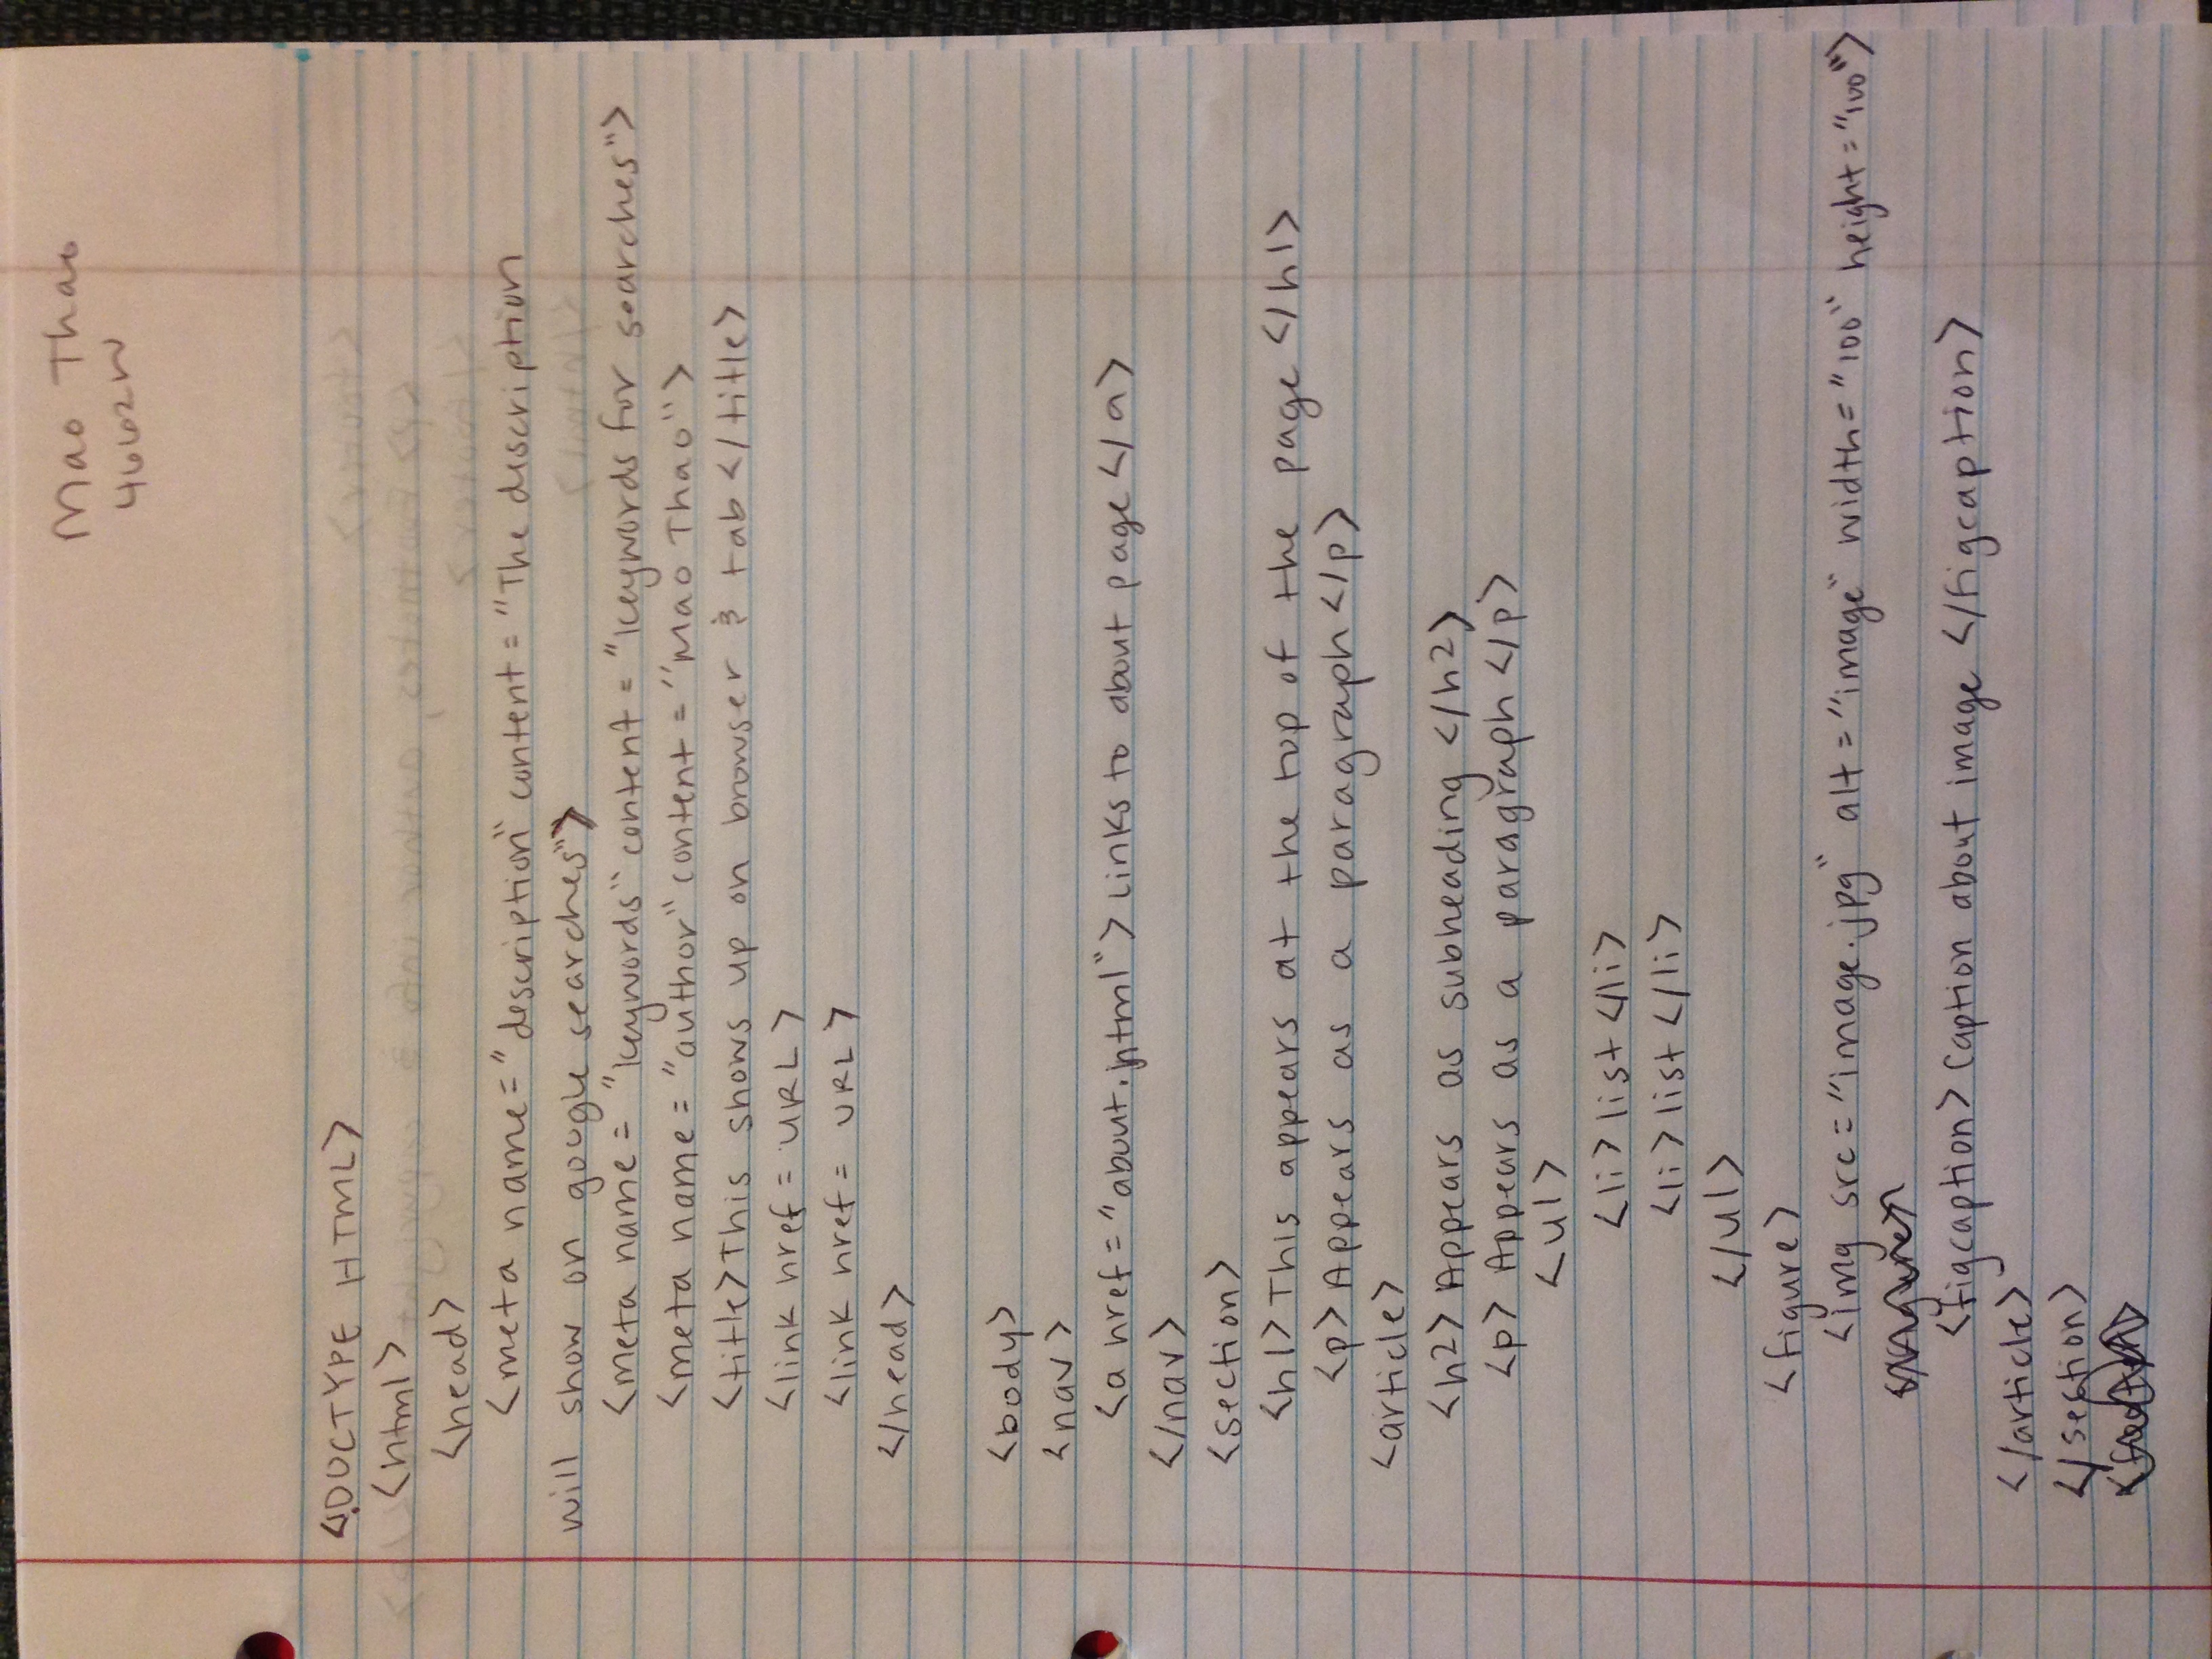 Mao Thao
4662W
<!DOCTYPE HTML>
<html>
<head>
<meta name="description" content="The description
will show on google searches">
<meta name="keywords" content="keywords for searches">
<meta name="author" content="Mao Thao">
<title>This shows up on browser & tab</title>
<link href=URL>
<link href=URL>
</head>
<body>
<nav>
<a href="about.html">Links to about page</a>
</nav>
<section>
<h1>This appears at the top of the page</h1>
<p>Appears as a paragraph</p>
<article>
<h2>Appears as subheading</h2>
<p>Appears as a paragraph</p>
<ul>
<li>list</li>
<li>list</li>
</ul>
<figure>
<img src="image.jpg" alt="image" width="100" height="100">
<figcaption>Caption about image</figcaption>
</article>
</section>